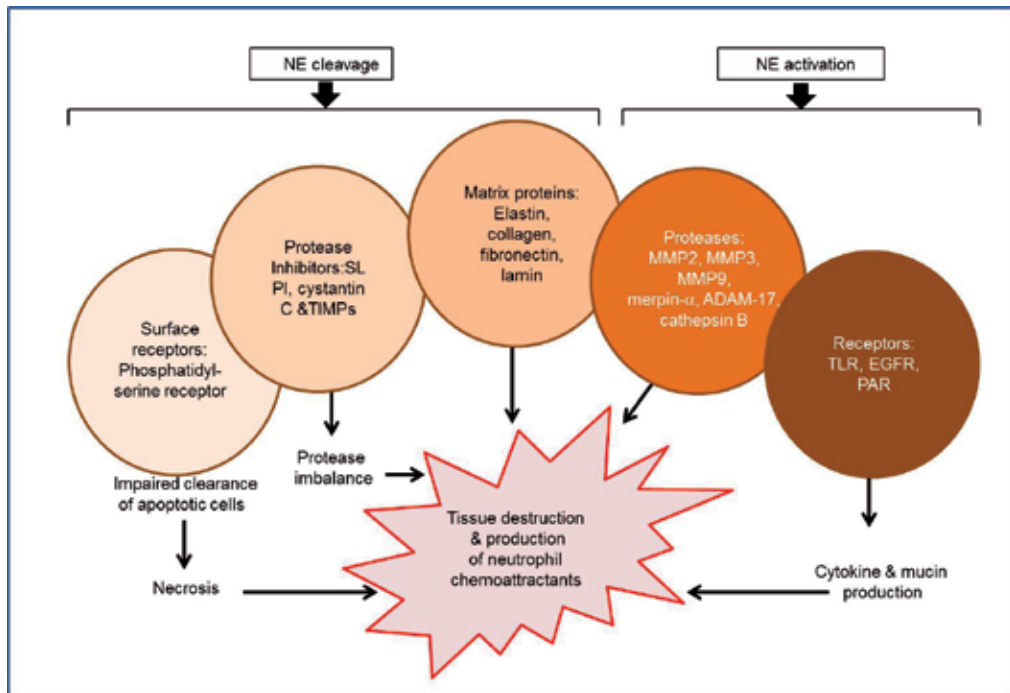 NE cleavage
NE activation
Surface
receptors:
Phosphatidyl-
serine receptor
Protease
Inhibitors:SL
PI, cystantin
C &TIMPs
Matrix proteins:
Elastin,
collagen,
fibronectin,
lamin
Proteases:
MMP2, MMP3,
MMP9,
merpin-α, ADAM-17,
cathepsin B
Receptors:
TLR, EGFR,
PAR
Impaired clearance
of apoptotic cells
Necrosis
Protease
imbalance
Tissue destruction
& production
of neutrophil
chemoattractants
Cytokine & mucin
production